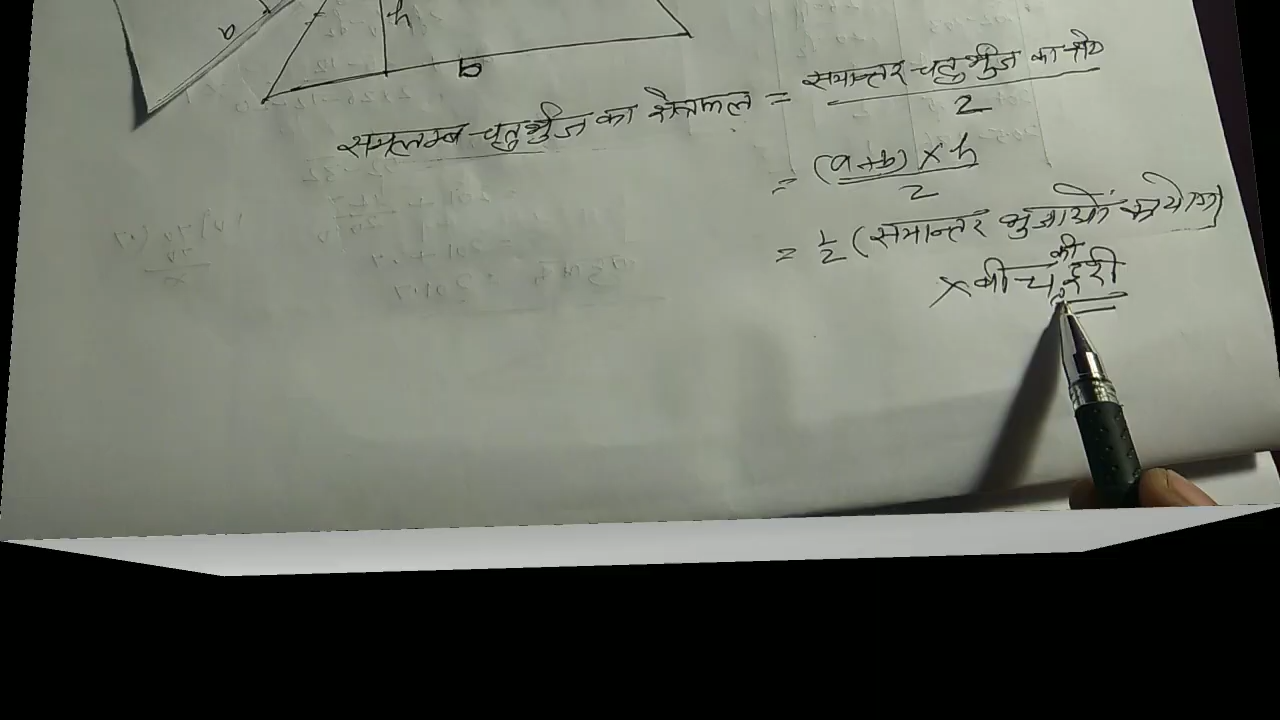 a
h
b
समलम्ब चतुर्भुज का क्षेत्रफल = समान्तर चतुर्भुज का क्षे॰ / 2
= (a+b) × h / 2
= 1/2 (समान्तर भुजाओं का योग)
× बीच की दूरी